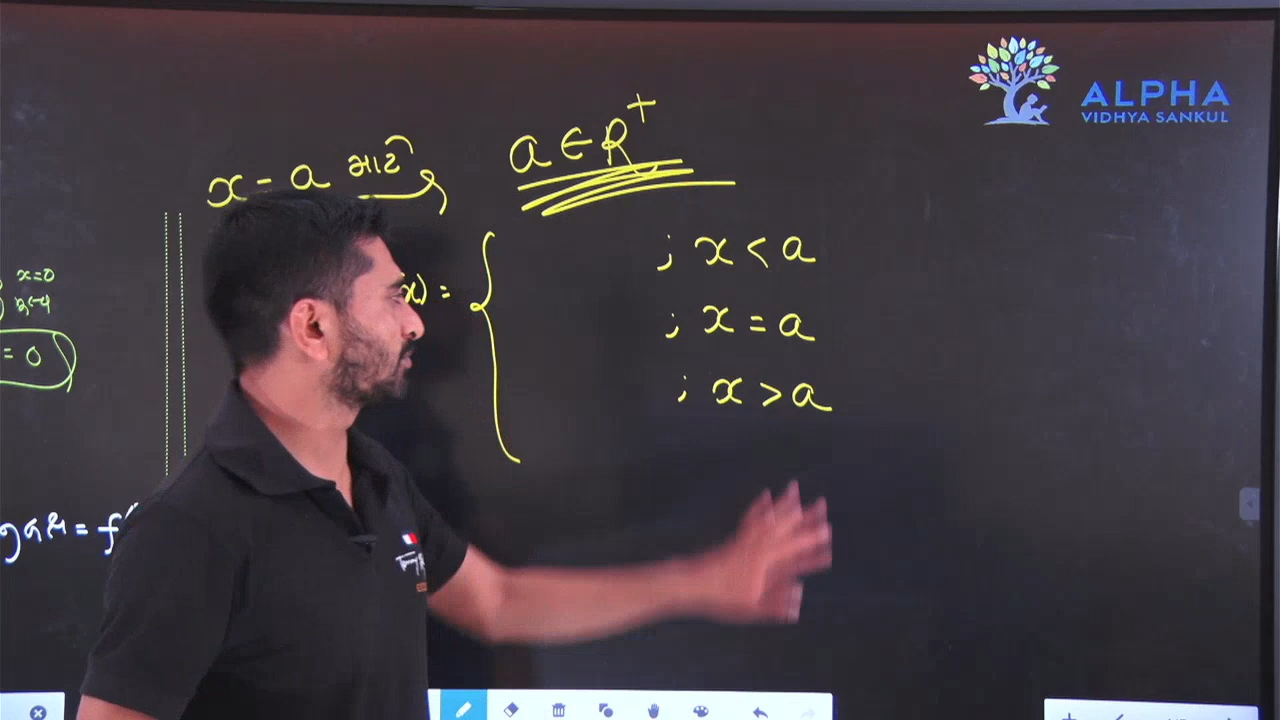 ALPHA
VIDHYA SANKUL
a ∈ R⁺
x = a માટે
x=0
(x) = {
; x < a
; x = a
; x > a
= 0
= f'